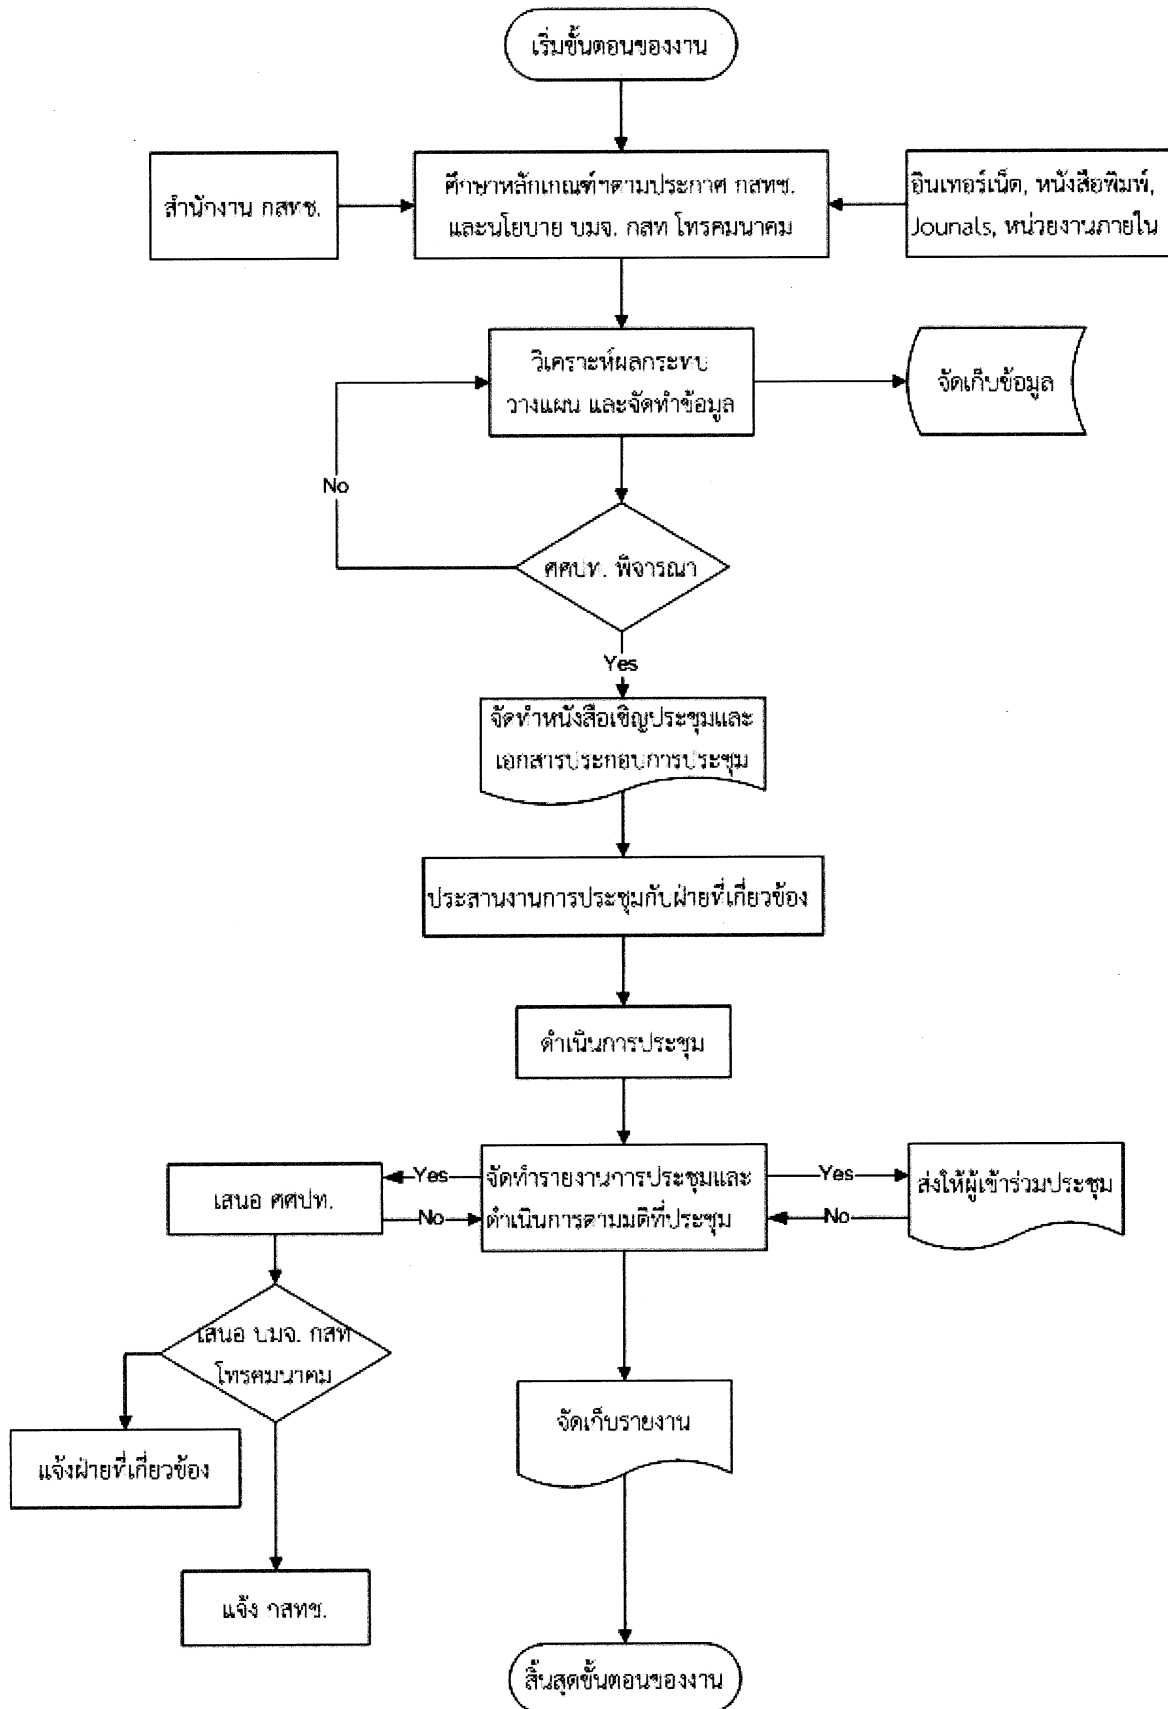 เริ่มขั้นตอนของงาน
สำนักงาน กสทช.
ศึกษาหลักเกณฑ์ฯตามประกาศ กสทช.
และนโยบาย บมจ. กสท โทรคมนาคม
อินเทอร์เน็ต, หนังสือพิมพ์,
Jounals, หน่วยงานภายใน
วิเคราะห์ผลกระทบ
วางแผน และจัดทำข้อมูล
จัดเก็บข้อมูล
No
ศศปท. พิจารณา
Yes
จัดทำหนังสือเชิญประชุมและ
เอกสารประกอบการประชุม
ประสานงานการประชุมกับฝ่ายที่เกี่ยวข้อง
ดำเนินการประชุม
เสนอ ศศปท.
Yes
No
จัดทำรายงานการประชุมและ
ดำเนินการตามมติที่ประชุม
Yes
No
ส่งให้ผู้เข้าร่วมประชุม
เสนอ บมจ. กสท
โทรคมนาคม
จัดเก็บรายงาน
แจ้งฝ่ายที่เกี่ยวข้อง
แจ้ง กสทช.
สิ้นสุดขั้นตอนของงาน